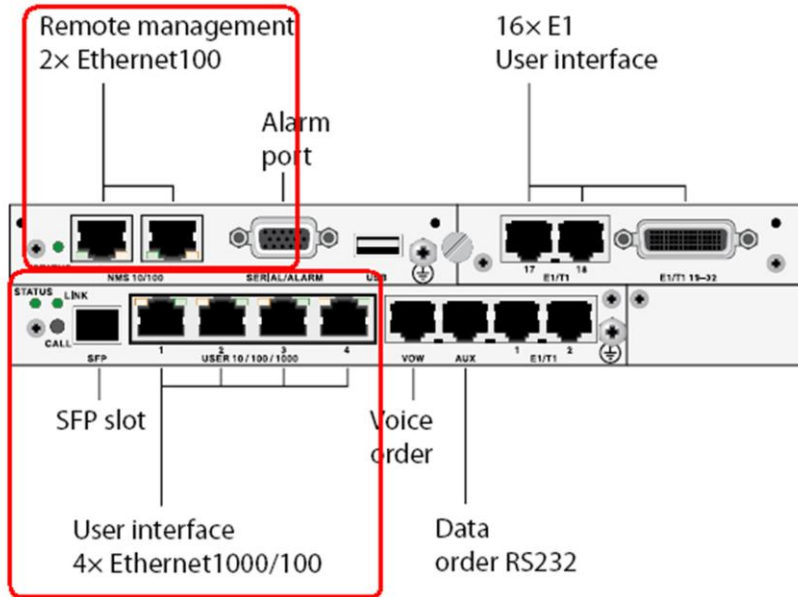 Remote management
2× Ethernet100
16× E1
User interface
Alarm
port
NMS 10/100
SERIAL/ALARM
USB
17
18
E1/T1
E1/T1 19–32
STATUS
LINK
CALL
SFP
1
2
3
4
USER 10/100/1000
VOW
AUX
1
2
E1/T1
SFP slot
Voice
order
User interface
4× Ethernet1000/100
Data
order RS232